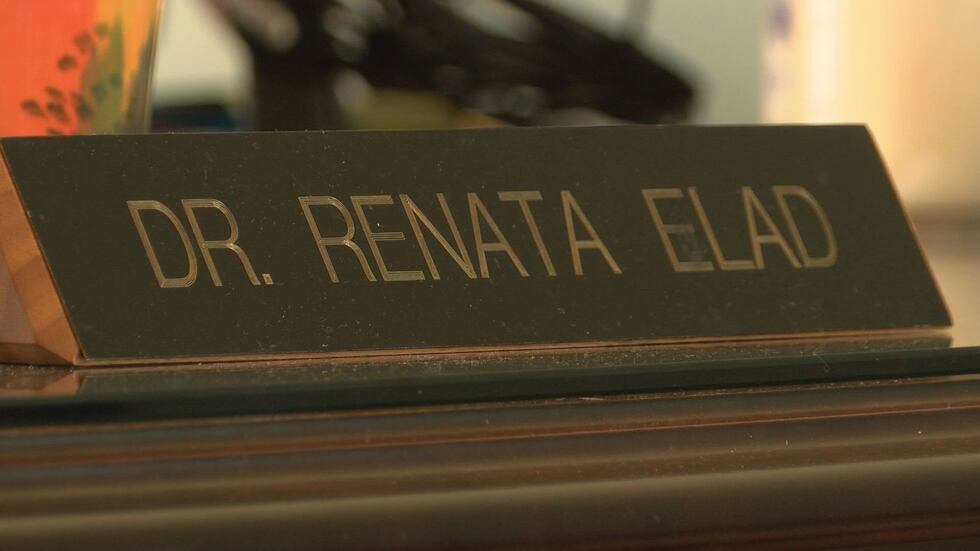 DR. RENATA ELAD